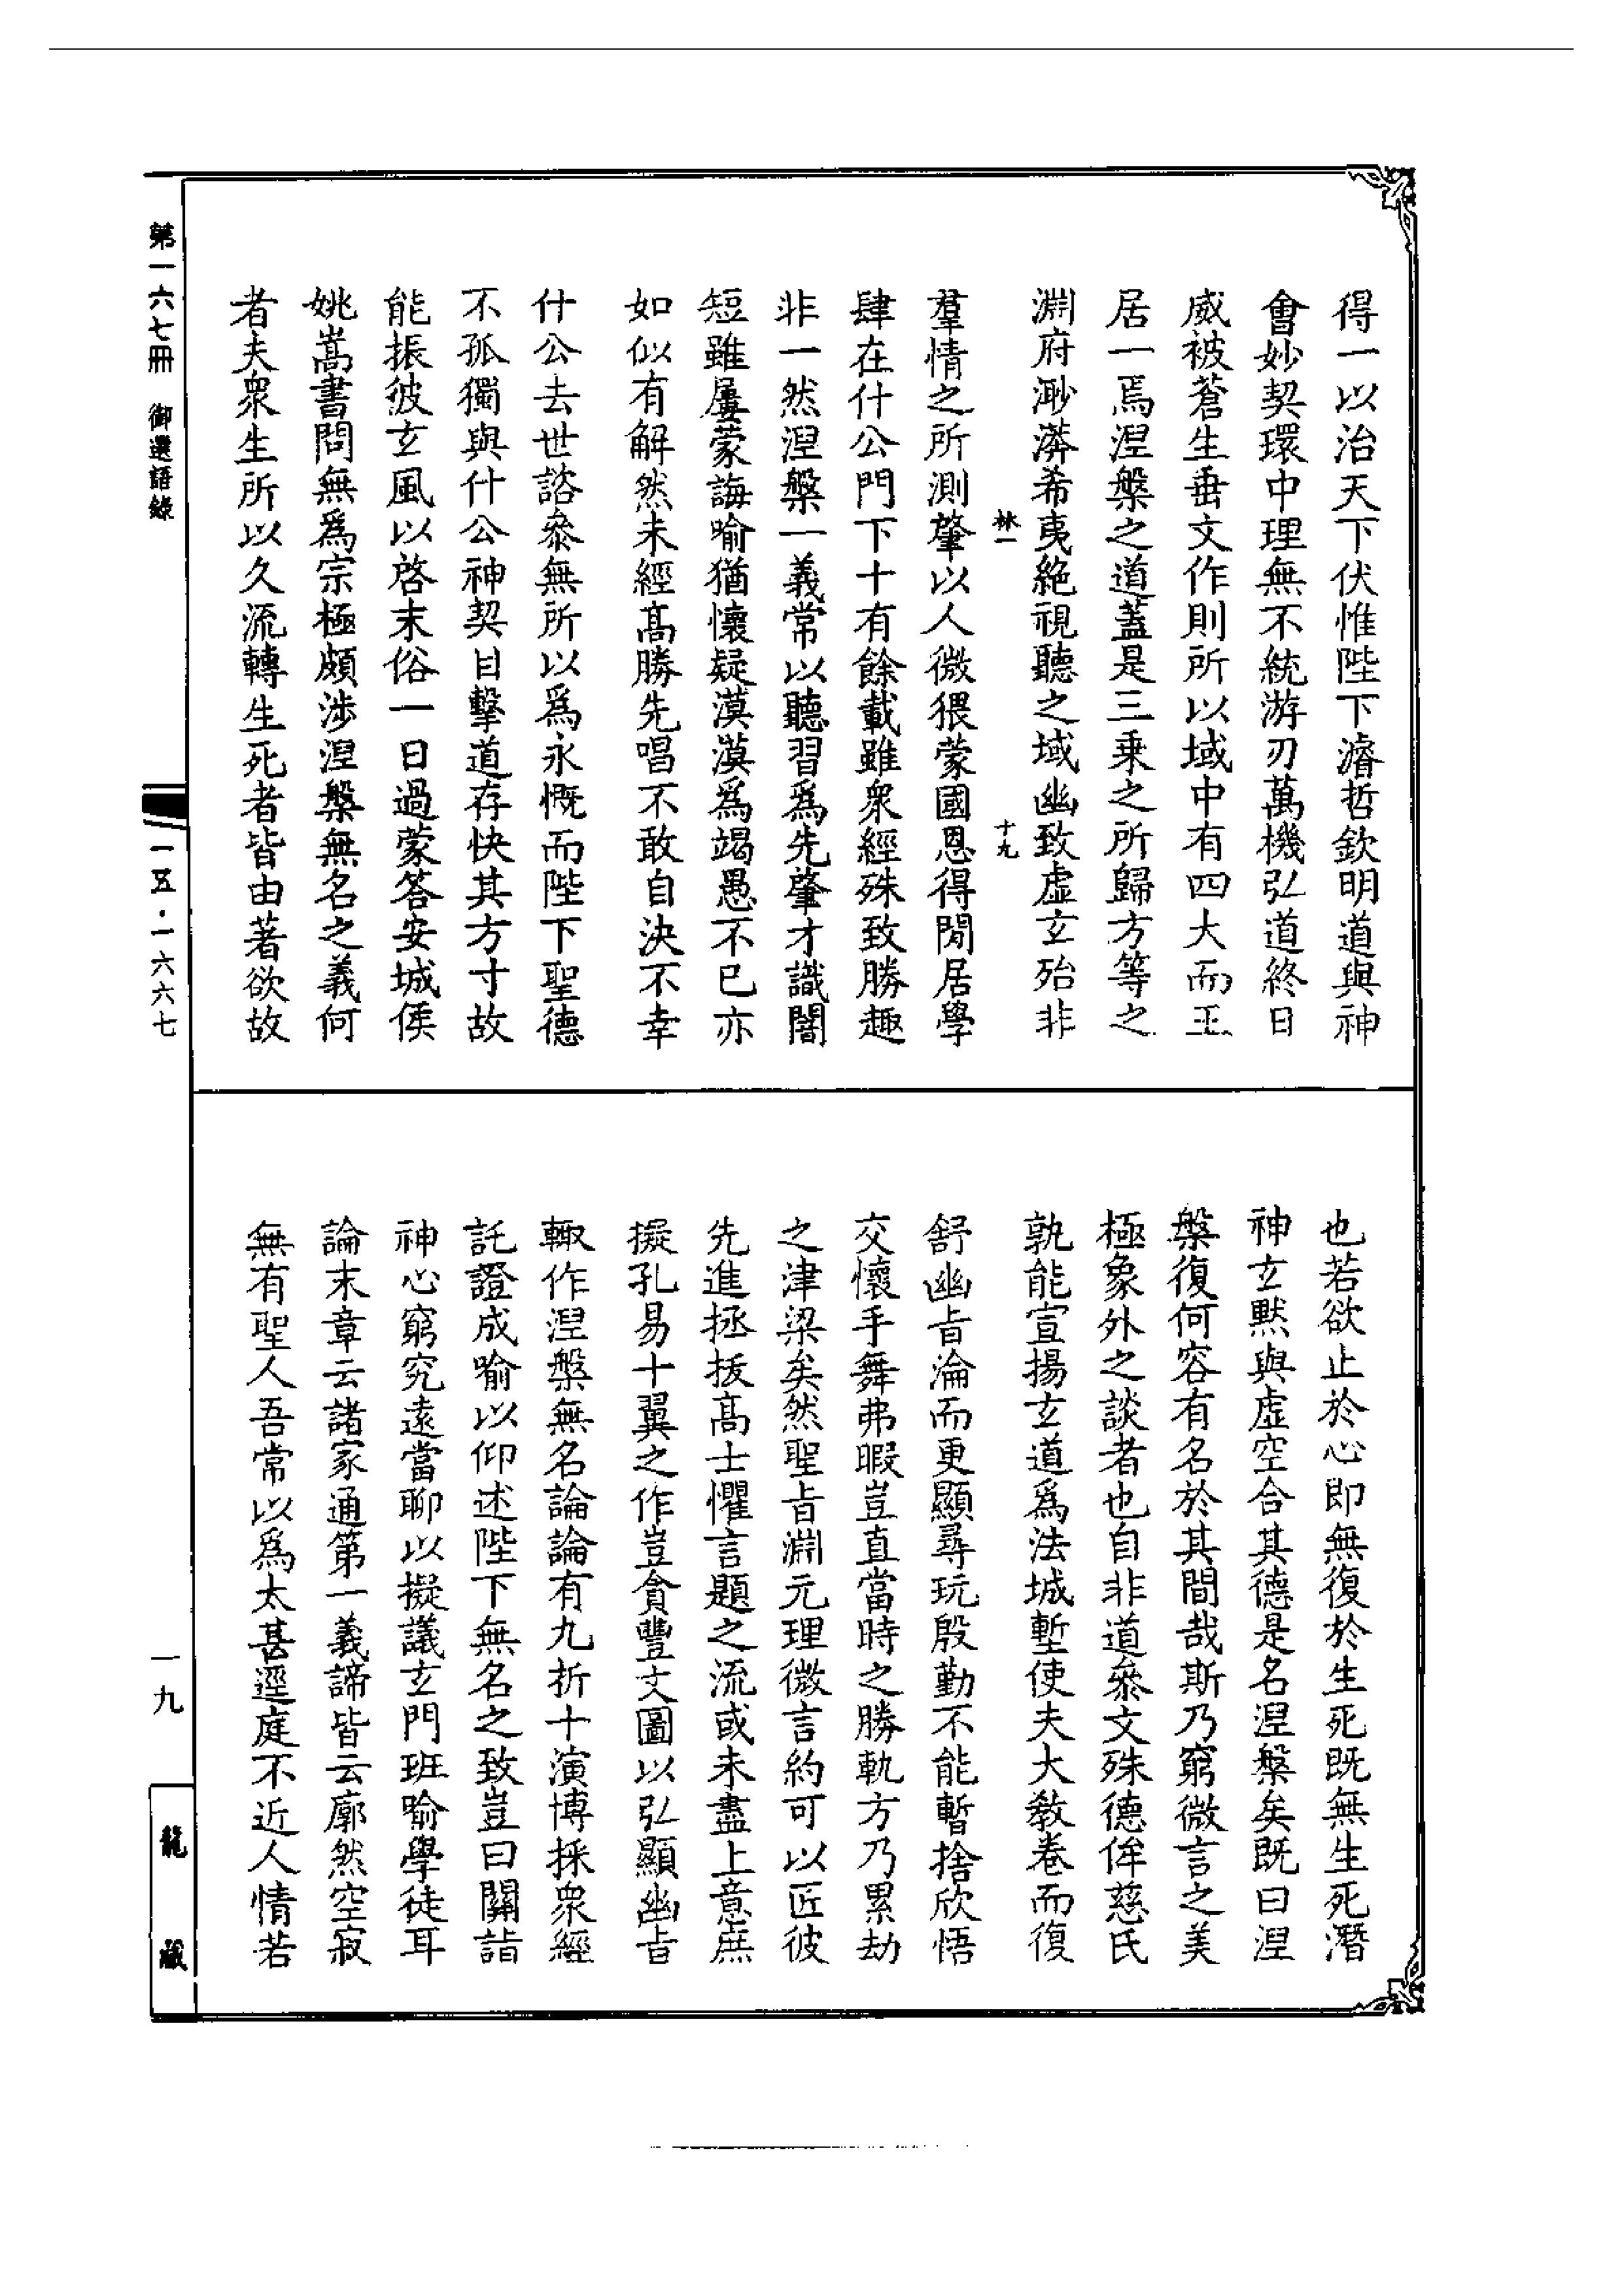 得一以治天下伏惟陛下濬哲欽明道與神
會妙契環中理無不統游刃萬機弘道終日
威被蒼生垂文作則所以域中有四大而王
居一焉涅槃之道蓋是三乗之所歸方等之
淵府渺漭希夷絶視聽之域幽致虛玄殆非
林一 十九
羣情之所測肇以人微猥蒙國恩得閒居學
肆在什公門下十有餘載雖衆經殊致勝趣
非一然涅槃一義常以聽習爲先肇才識闇
短雖屢蒙誨喻猶懷疑漠漠爲竭愚不已亦
如似有解然未經髙勝先唱不敢自決不幸
什公去世諮叅無所以爲永慨而陛下聖德
不孤獨與什公神契目擊道存快其方寸故
能振彼玄風以啓末俗一日過蒙答安城侯
姚嵩書問無爲宗極頗涉涅槃無名之義何
者夫衆生所以久流轉生死者皆由著欲故
也若欲止於心即無復於生死既無生死潛
神玄默與虛空合其德是名涅槃矣既曰涅
槃復何容有名於其間哉斯乃窮微言之美
極象外之談者也自非道叅文殊德侔慈氏
孰能宣揚玄道爲法城塹使夫大教卷而復
舒幽㫖淪而更顯尋玩殷勤不能暫捨欣悟
交懷手舞弗暇豈直當時之勝軌方乃累劫
之津梁矣然聖㫖淵元理微言約可以匠彼
先進拯拔髙士懼言題之流或未盡上意庶
擬孔易十翼之作豈貪豐文圖以弘顯幽㫖
輙作涅槃無名論論有九折十演博採衆經
託證成喻以仰述陛下無名之致豈曰關詣
神心窮究遠當聊以擬議玄門班喻學徒耳
論末章云諸家通第一義諦皆云廓然空寂
無有聖人吾常以爲太甚逕庭不近人情若
第一六七冊 御選語錄
一五·一六六七
一九
龍藏